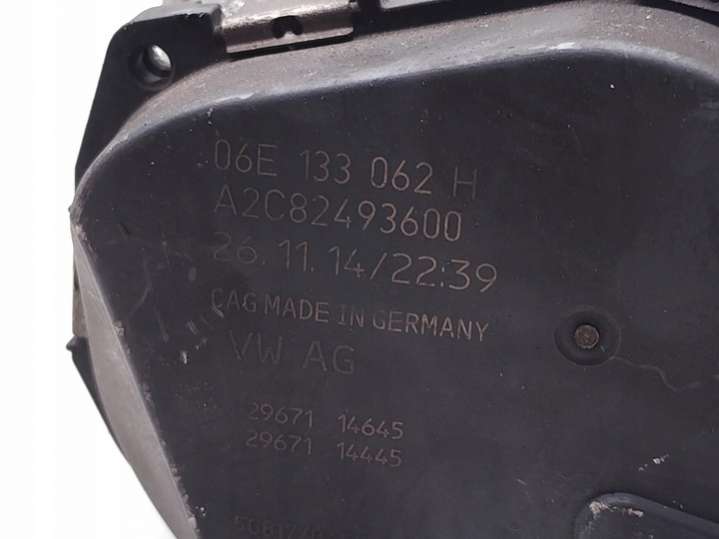 06E 133 062 H
A2C82493600
26.11.14/22:39
CAG MADE IN GERMANY
VW AG
29671 14645
29671 14445